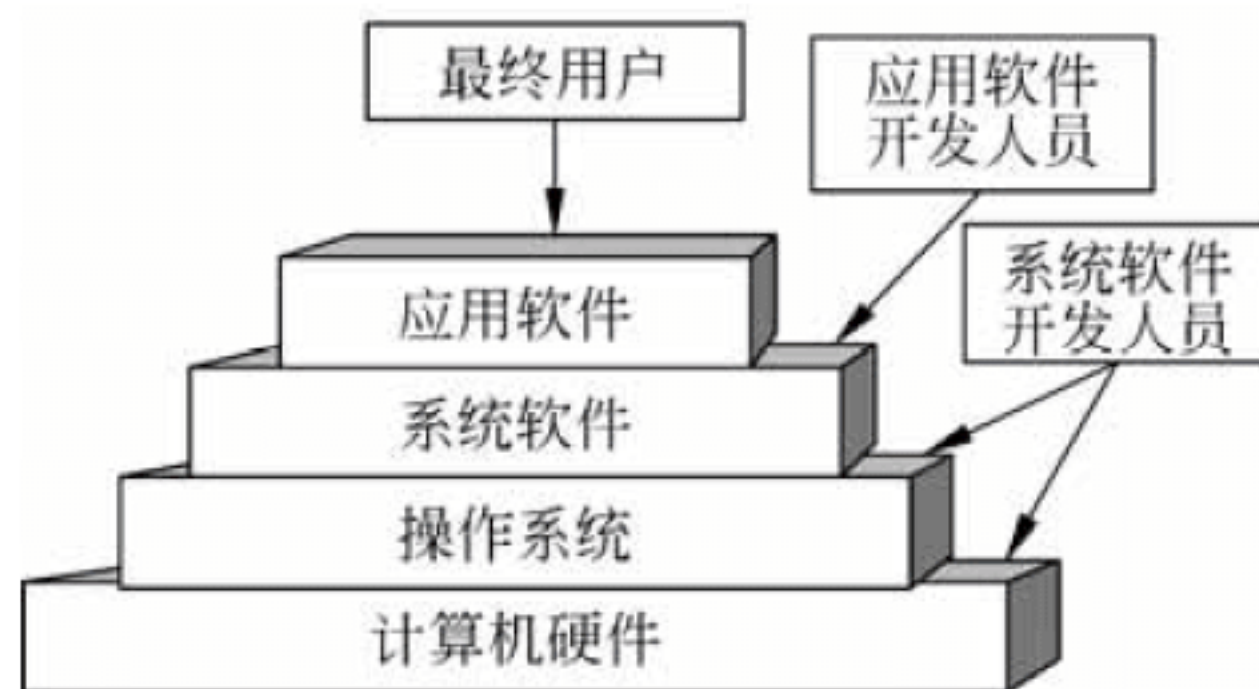 最终用户
应用软件
开发人员
系统软件
开发人员
应用软件
系统软件
操作系统
计算机硬件